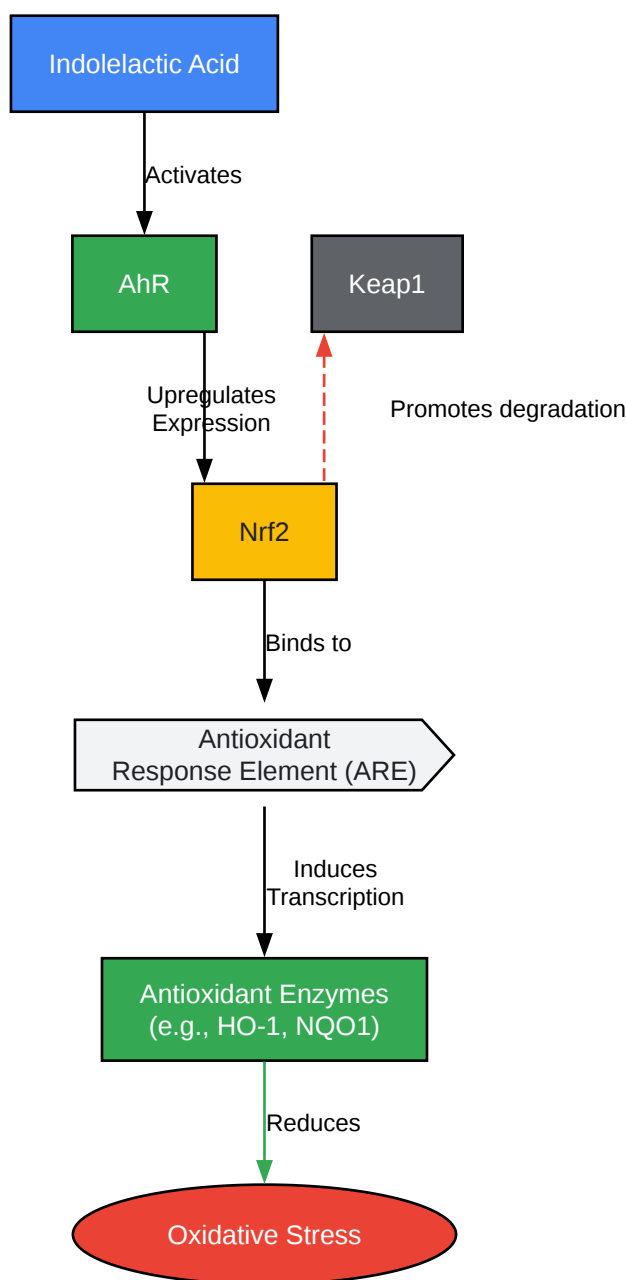 Indolelactic Acid
Activates
AhR
Keap1
Upregulates
Expression
Promotes degradation
Nrf2
Binds to
Antioxidant
Response Element (ARE)
Induces
Transcription
Antioxidant Enzymes
(e.g., HO-1, NQO1)
Reduces
Oxidative Stress